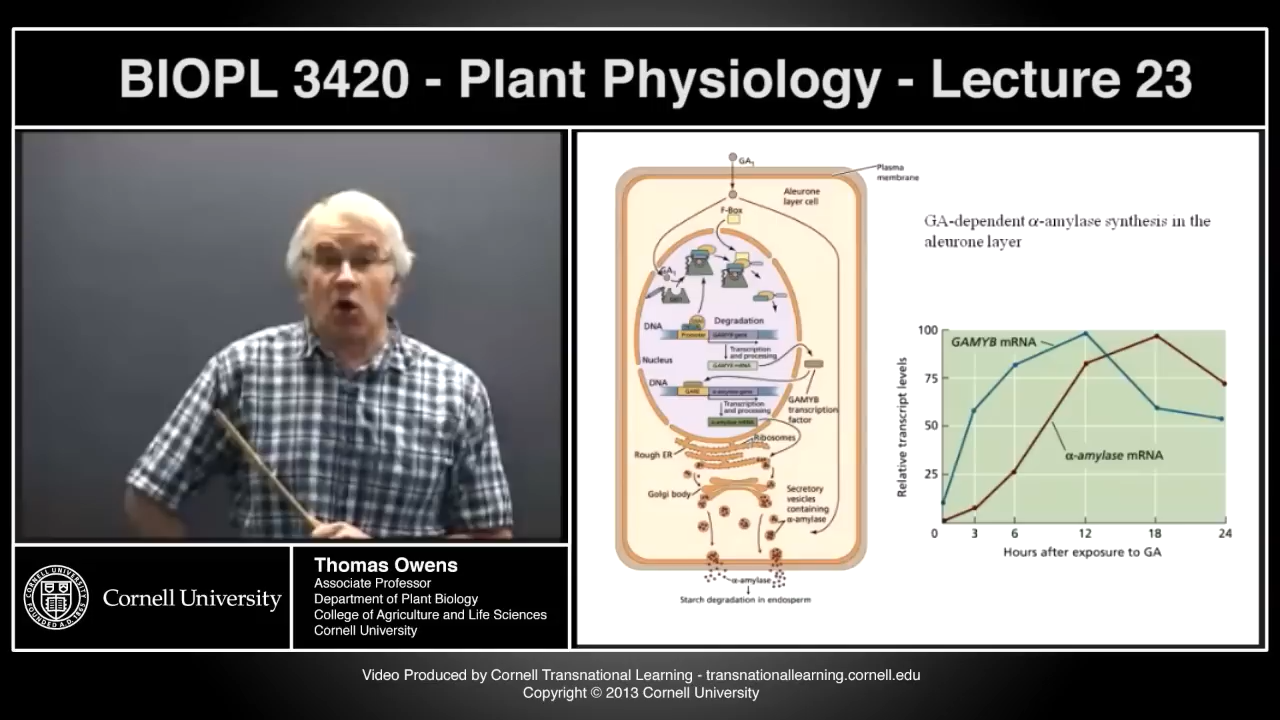 BIOPL 3420 - Plant Physiology - Lecture 23
GA1
Plasma
membrane
Aleurone
layer cell
F-Box
GA1
DNA
Degradation
Promoter
GAMYB gene
Transcription
and processing
Nucleus
GAMYB mRNA
DNA
GARE
α-amylase gene
GAMYB
transcription
factor
Transcription
and processing
α-amylase mRNA
Ribosomes
Rough ER
Golgi body
Secretory
vesicles
containing
α-amylase
α-amylase
Starch degradation in endosperm
GA-dependent α-amylase synthesis in the
aleurone layer
Relative transcript levels
100
75
50
25
0
GAMYB mRNA
α-amylase mRNA
3 6 12 18 24
Hours after exposure to GA
CORNELL UNIVERSITY
FOUNDED A.D.
Cornell University
Thomas Owens
Associate Professor
Department of Plant Biology
College of Agriculture and Life Sciences
Cornell University
Video Produced by Cornell Transnational Learning - transnationallearning.cornell.edu
Copyright © 2013 Cornell University